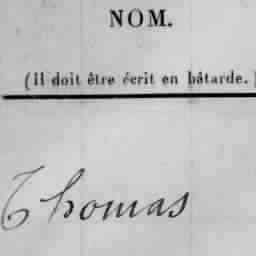 NOM.
(il doit être écrit en bâtarde.)
Thomas